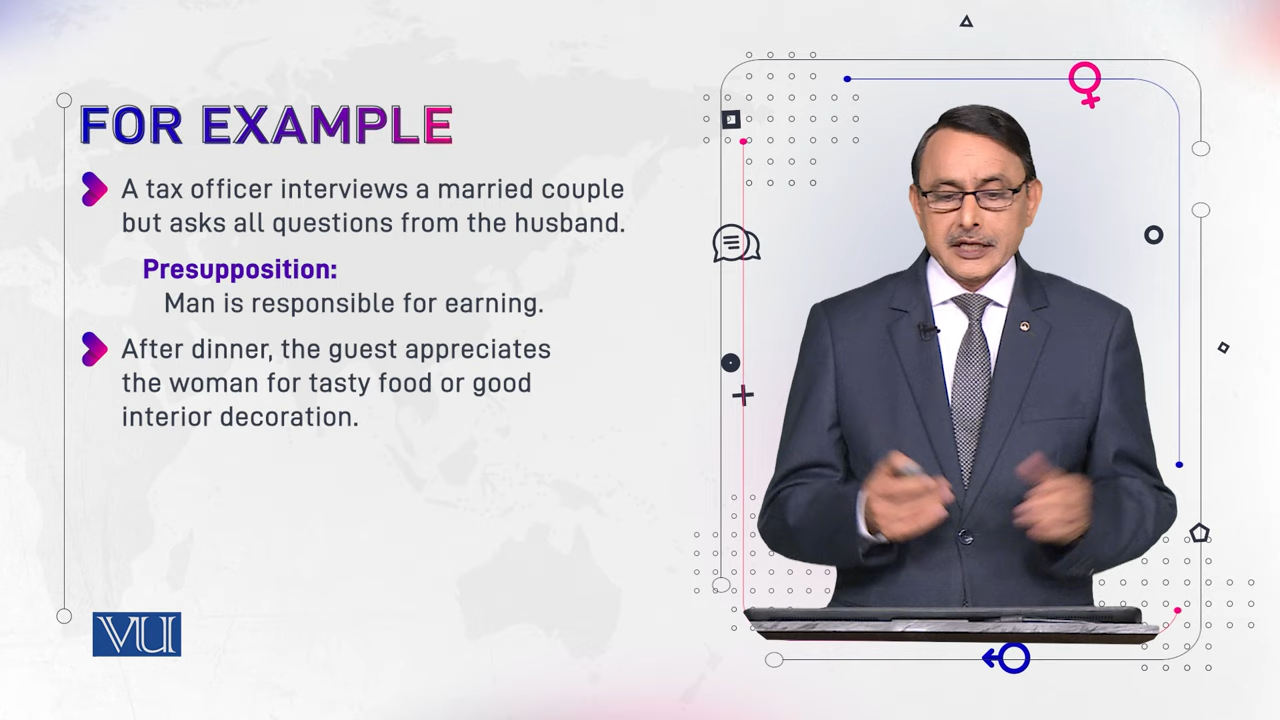 FOR EXAMPLE
A tax officer interviews a married couple
but asks all questions from the husband.
Presupposition:
Man is responsible for earning.
After dinner, the guest appreciates
the woman for tasty food or good
interior decoration.
VU